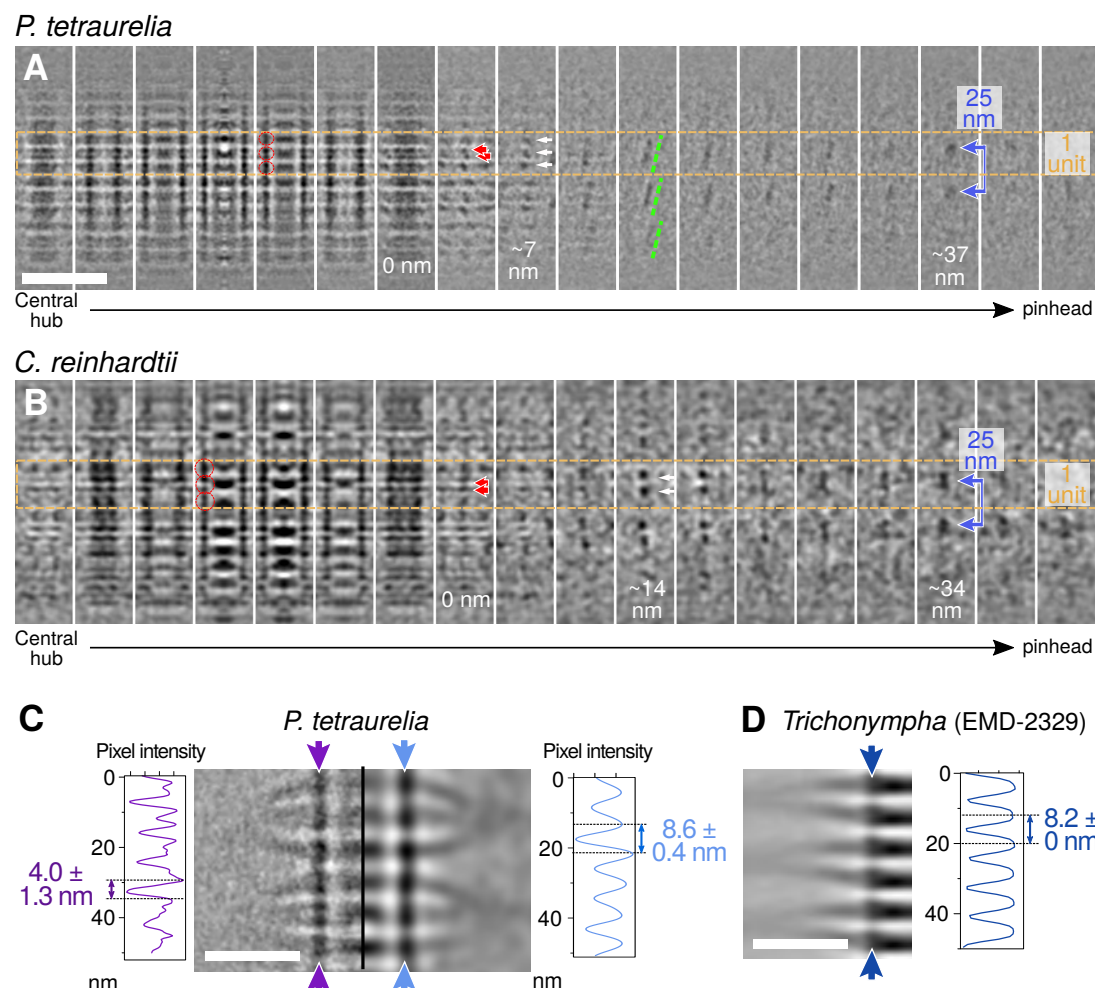 P. tetraurelia
A
25
nm
1
unit
0 nm
~7
nm
~37
nm
Central
hub
pinhead
C. reinhardtii
B
25
nm
1
unit
0 nm
~14
nm
~34
nm
Central
hub
pinhead
C
P. tetraurelia
D Trichonympha (EMD-2329)
Pixel intensity
Pixel intensity
0
20
40
nm
4.0 ±
1.3 nm
0
20
40
nm
8.6 ±
0.4 nm
0
20
40
8.2 ±
0 nm